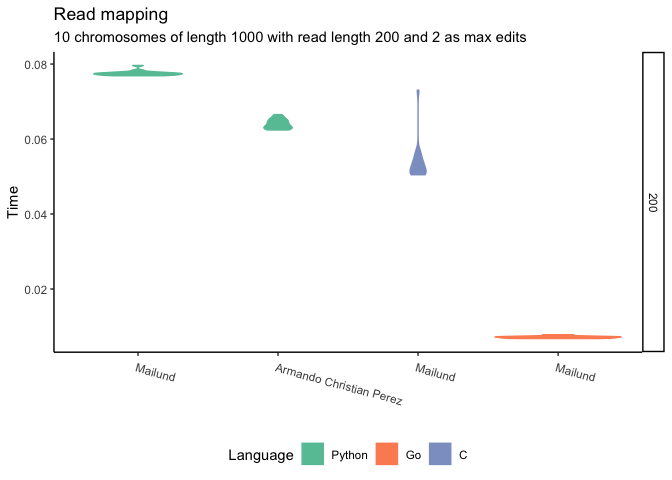 Read mapping
10 chromosomes of length 1000 with read length 200 and 2 as max edits
0.08
0.06
0.04
0.02
Time
200
Mailund
Armando Christian Perez
Mailund
Mailund
Language
Python
Go
C